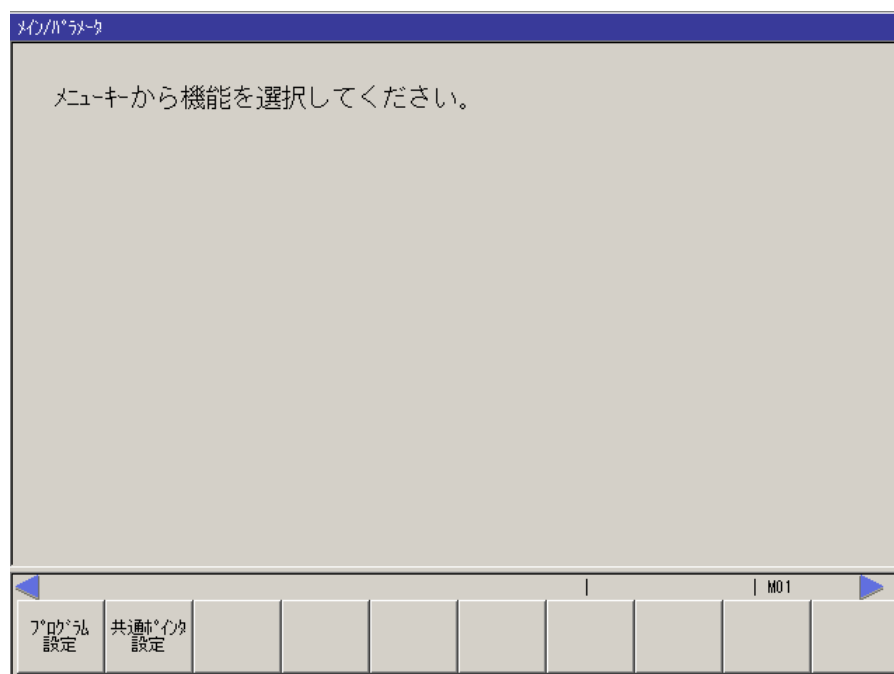 ﾒｲﾝ/ﾊﾟﾗﾒｰﾀ
ﾒﾆｭｰｷｰから機能を選択してください。
| | M01
ﾌﾟﾛｸﾞﾗﾑ
設定
共通ﾎﾟｲﾝﾀ
設定